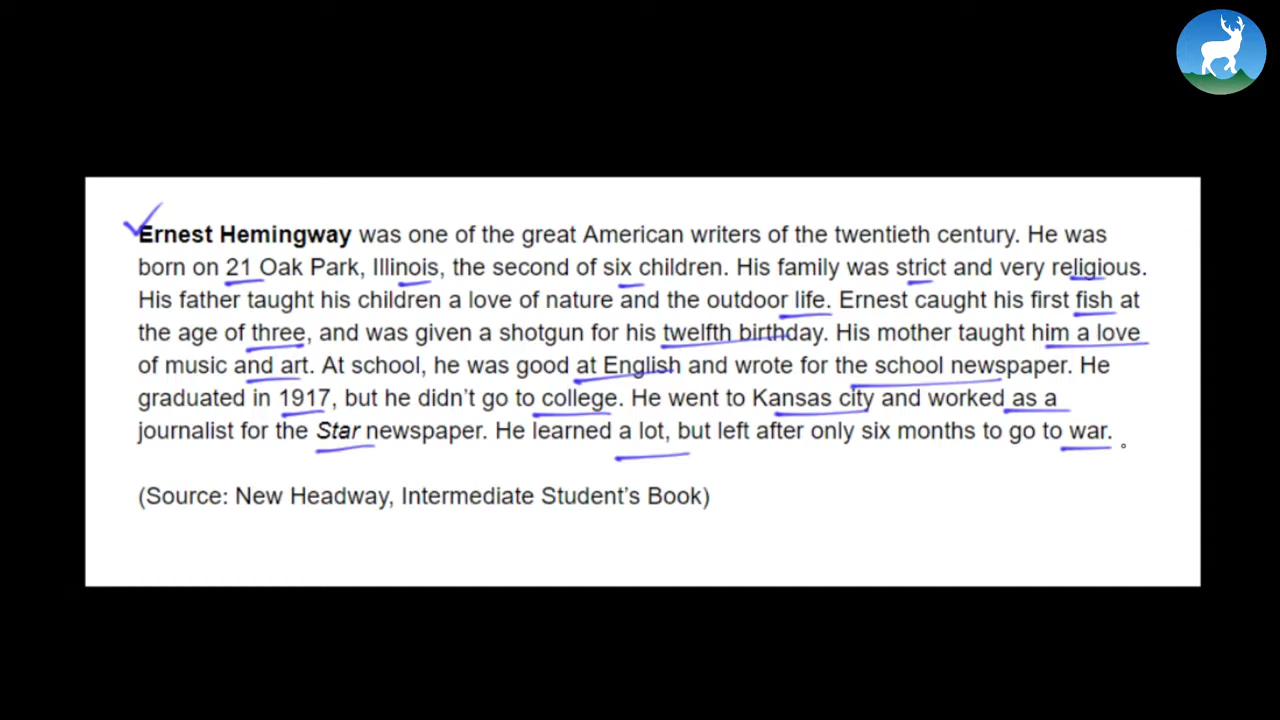 Ernest Hemingway was one of the great American writers of the twentieth century. He was
born on 21 Oak Park, Illinois, the second of six children. His family was strict and very religious.
His father taught his children a love of nature and the outdoor life. Ernest caught his first fish at
the age of three, and was given a shotgun for his twelfth birthday. His mother taught him a love
of music and art. At school, he was good at English and wrote for the school newspaper. He
graduated in 1917, but he didn't go to college. He went to Kansas city and worked as a
journalist for the Star newspaper. He learned a lot, but left after only six months to go to war.
(Source: New Headway, Intermediate Student's Book)